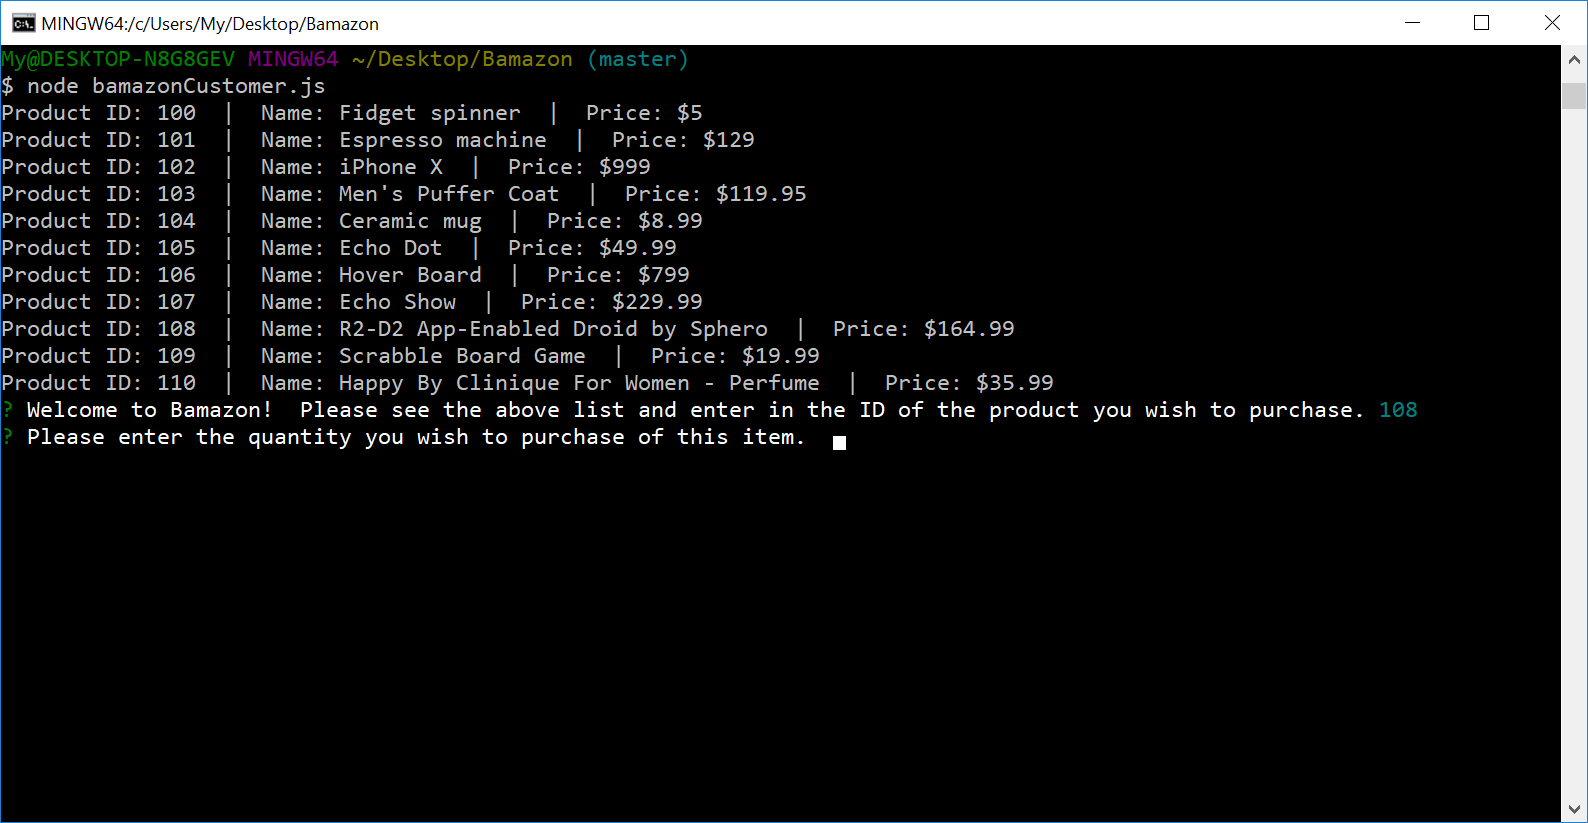 MINGW64:/c/Users/My/Desktop/Bamazon
My@DESKTOP-N8G8GEV MINGW64 ~/Desktop/Bamazon (master)
$ node bamazonCustomer.js
Product ID: 100  |  Name: Fidget spinner  |  Price: $5
Product ID: 101  |  Name: Espresso machine  |  Price: $129
Product ID: 102  |  Name: iPhone X  |  Price: $999
Product ID: 103  |  Name: Men's Puffer Coat  |  Price: $119.95
Product ID: 104  |  Name: Ceramic mug  |  Price: $8.99
Product ID: 105  |  Name: Echo Dot  |  Price: $49.99
Product ID: 106  |  Name: Hover Board  |  Price: $799
Product ID: 107  |  Name: Echo Show  |  Price: $229.99
Product ID: 108  |  Name: R2-D2 App-Enabled Droid by Sphero  |  Price: $164.99
Product ID: 109  |  Name: Scrabble Board Game  |  Price: $19.99
Product ID: 110  |  Name: Happy By Clinique For Women - Perfume  |  Price: $35.99
? Welcome to Bamazon!  Please see the above list and enter in the ID of the product you wish to purchase. 108
? Please enter the quantity you wish to purchase of this item.